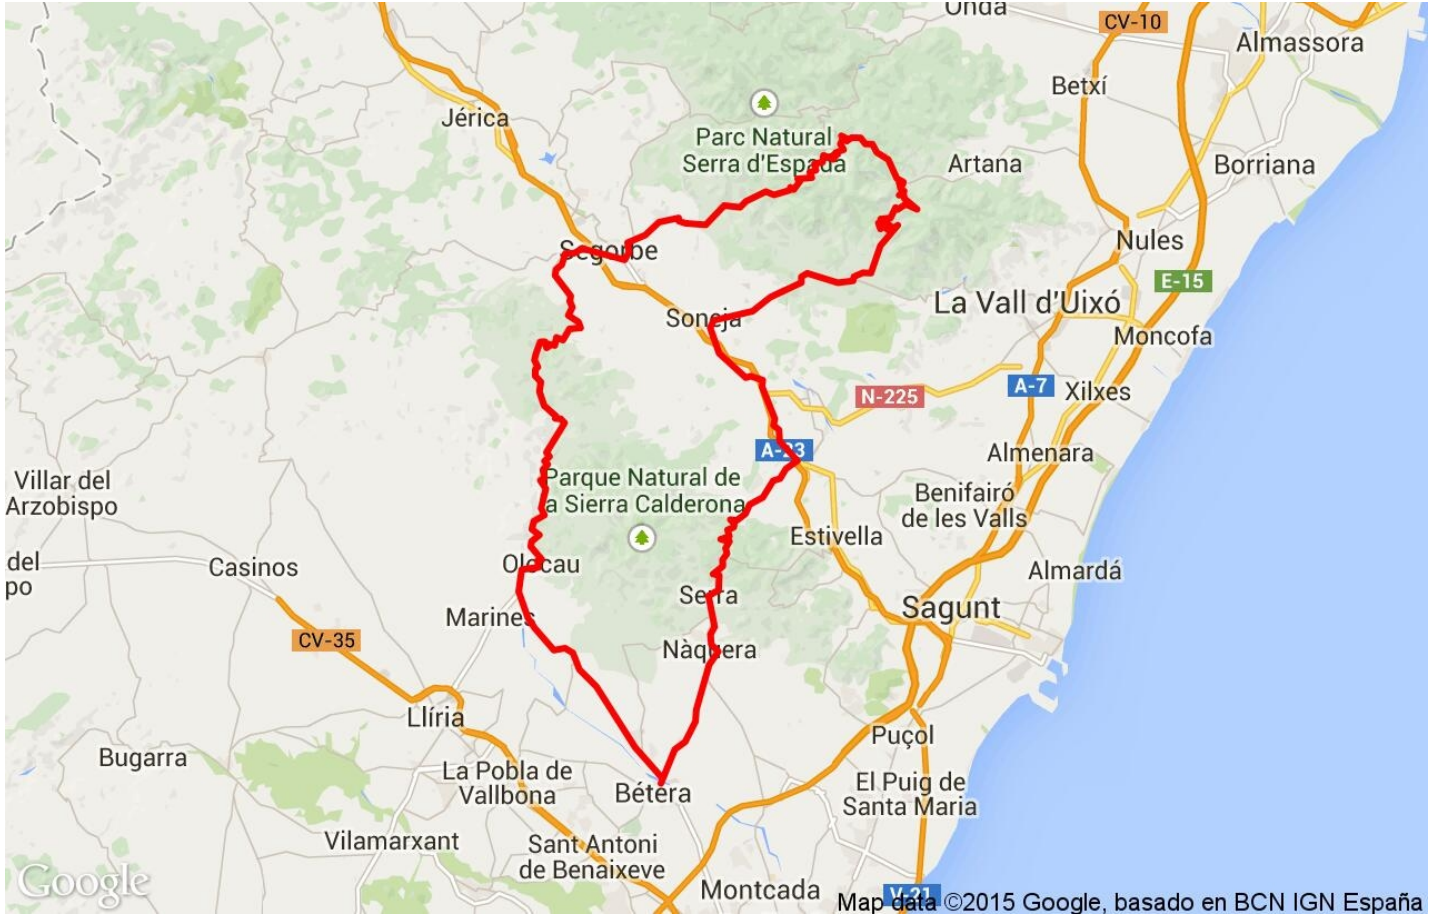 Onda
CV-10
Almassora
Betxí
Jérica
Parc Natural
Serra d'Espadà
Artana
Borriana
Segorbe
Nules
E-15
La Vall d'Uixó
Soneja
Moncofa
A-7
Xilxes
N-225
A-23
Almenara
Villar del
Arzobispo
Parque Natural de
a Sierra Calderona
Benifairó
de les Valls
Estivella
del
po
Casinos
Olocau
Almardá
Serra
Sagunt
Marines
CV-35
Nàquera
Llíria
Puçol
Bugarra
La Pobla de
Vallbona
Bétera
El Puig de
Santa Maria
Vilamarxant
Sant Antoni
de Benaixeve
Google
Montcada
V-21
Map data ©2015 Google, basado en BCN IGN España